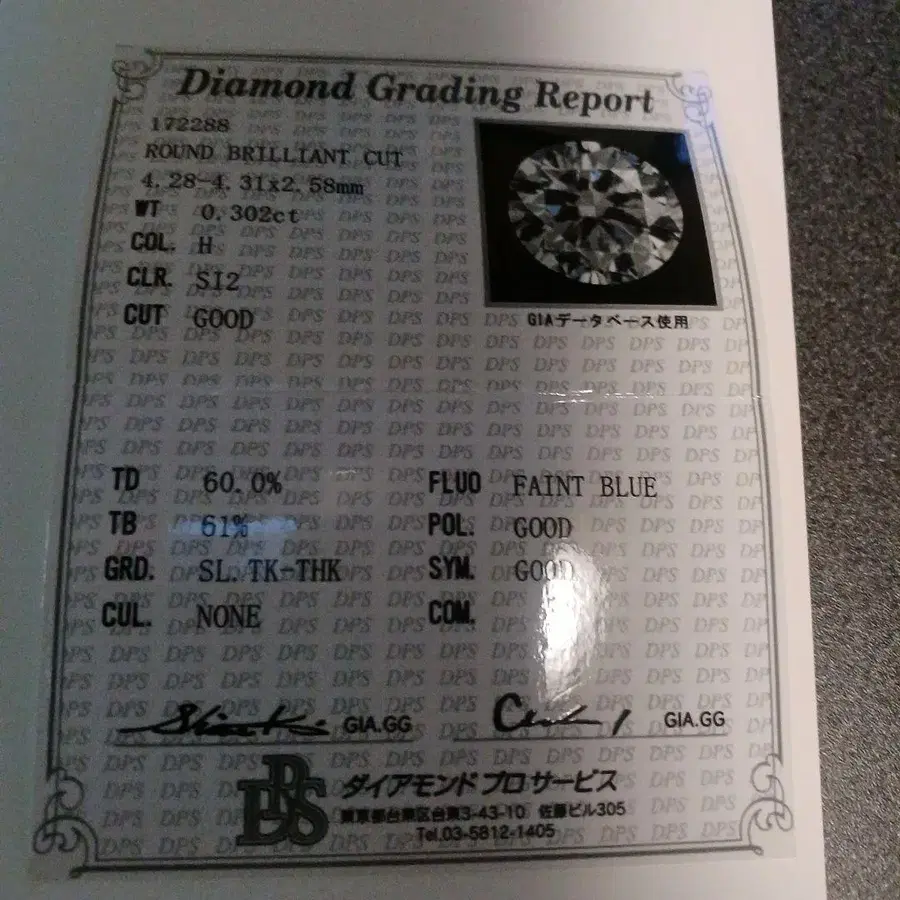 Diamond Grading Report
172288
ROUND BRILLIANT CUT
4.28-4.31x2.58mm
WT 0.302ct
COL. H
CLR. SI2
CUT GOOD
GIAデータベース使用
TD 60.0%
TB 61%
GRD. SL.TK-THK
CUL. NONE
FLUO FAINT BLUE
POL. GOOD
SYM. GOOD
COM.
GIA.GG
GIA.GG
DPS
ダイアモンドプロサービス
東京都台東区台東3-43-10 佐藤ビル305
Tel.03-5812-1405